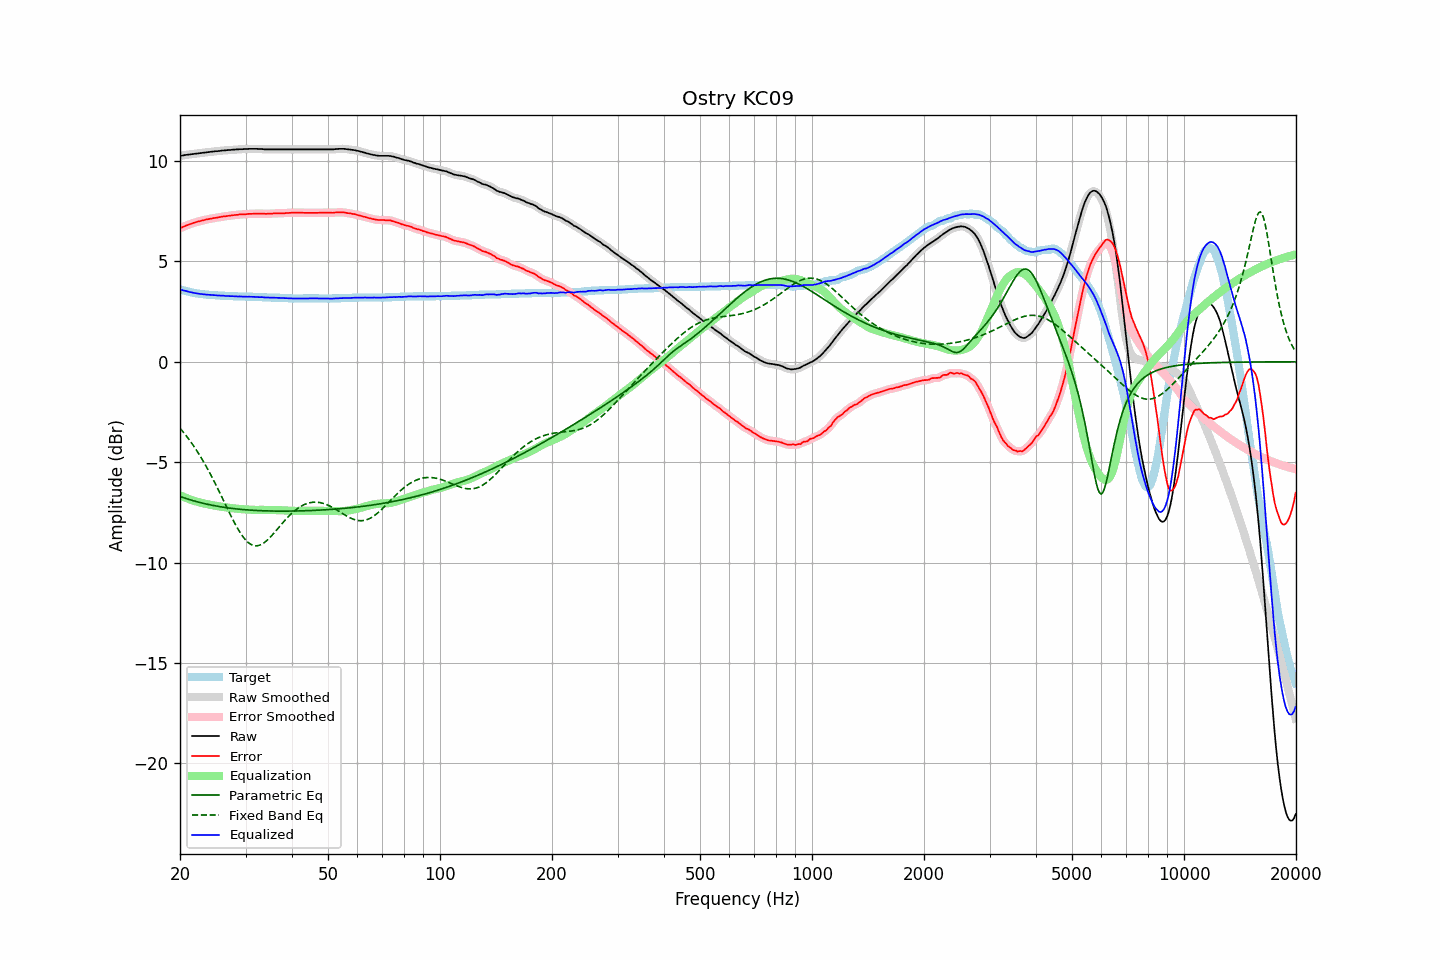 Ostry KC09
Amplitude (dBr)
10
5
0
−5
−10
−15
−20
Target
Raw Smoothed
Error Smoothed
Raw
Error
Equalization
Parametric Eq
Fixed Band Eq
Equalized
20 50 100 200 500 1000 2000 5000 10000 20000
Frequency (Hz)